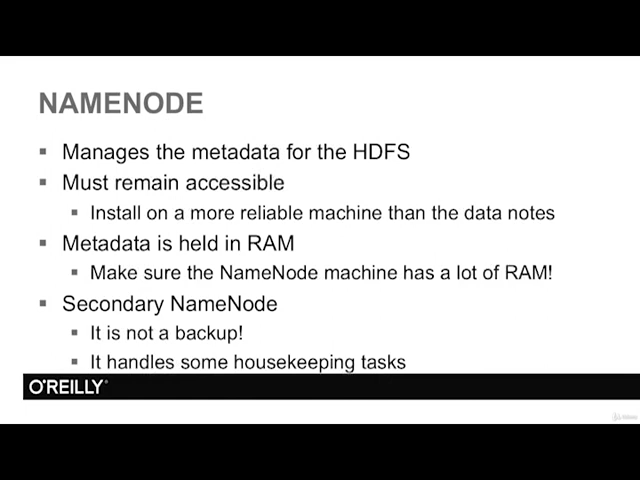 NAMENODE
▪ Manages the metadata for the HDFS
▪ Must remain accessible
▪ Install on a more reliable machine than the data notes
▪ Metadata is held in RAM
▪ Make sure the NameNode machine has a lot of RAM!
▪ Secondary NameNode
▪ It is not a backup!
▪ It handles some housekeeping tasks
O'REILLY®